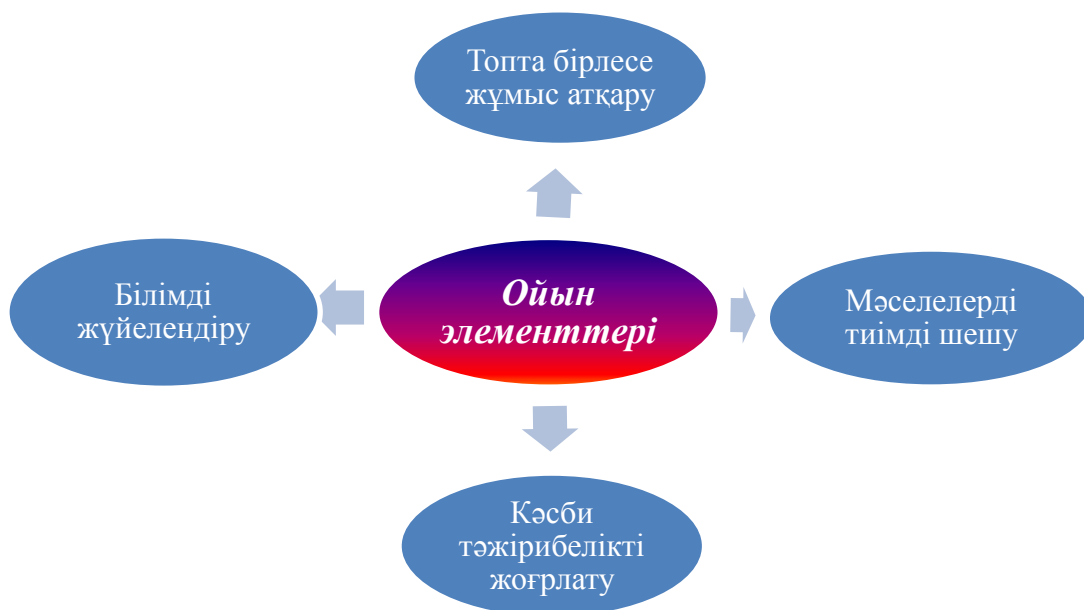 Топта бірлесе
жұмыс атқару
Білімді
жүйелендіру
Ойын
элементтері
Мәселелерді
тиімді шешу
Кәсби
тәжірибелікті
жоғрлату